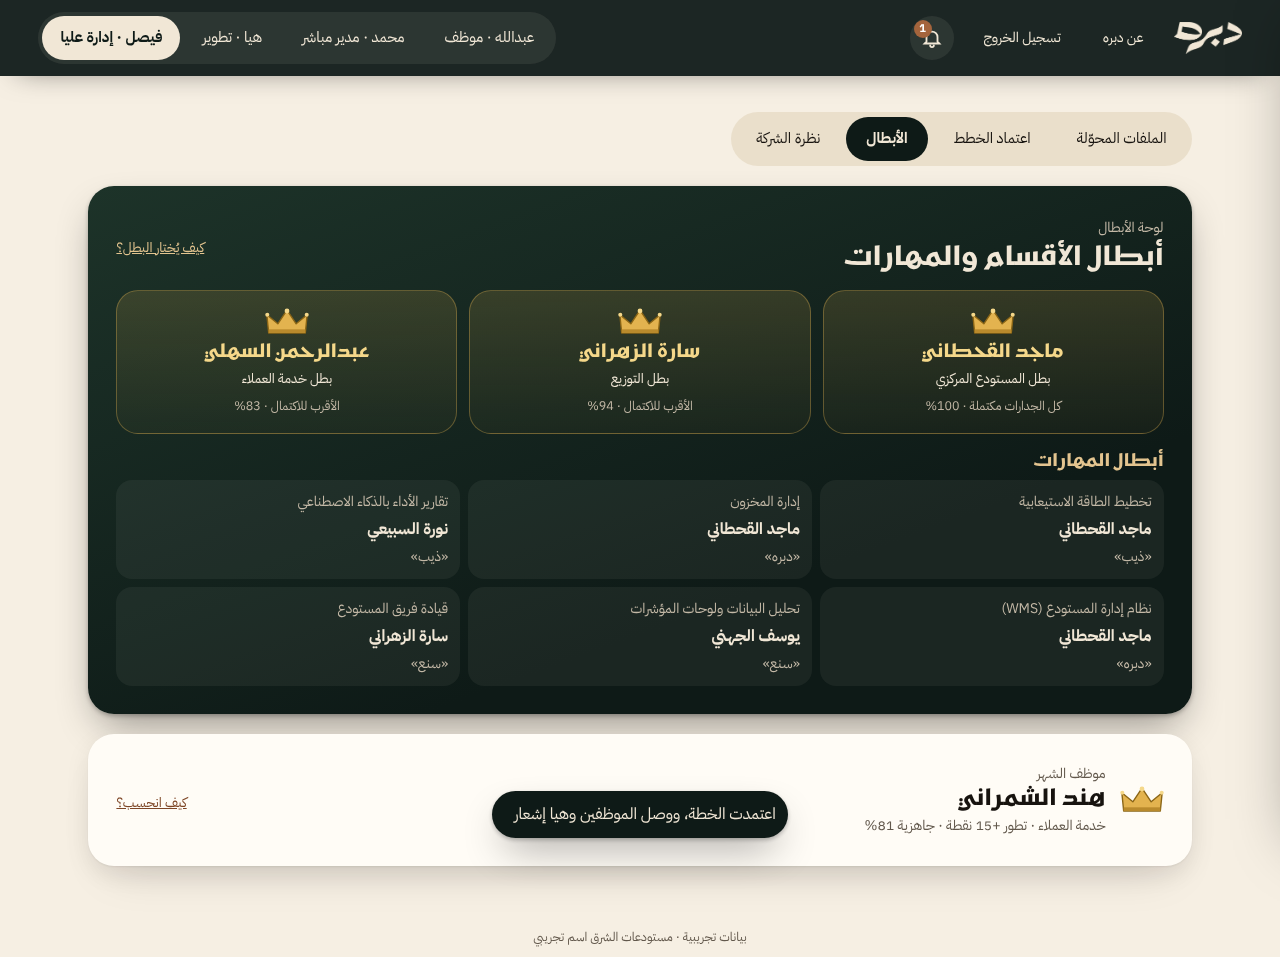 دبره
عن دبره
تسجيل الخروج
1
عبدالله · موظف
محمد · مدير مباشر
هيا · تطوير
فيصل · إدارة عليا
الملفات المحوّلة
اعتماد الخطط
الأبطال
نظرة الشركة
لوحة الأبطال
أبطال الأقسام والمهارات
كيف يُختار البطل؟
ماجد القحطاني
بطل المستودع المركزي
كل الجدارات مكتملة · 100%
سارة الزهراني
بطل التوزيع
الأقرب للاكتمال · 94%
عبدالرحمن السهلي
بطل خدمة العملاء
الأقرب للاكتمال · 83%
أبطال المهارات
تخطيط الطاقة الاستيعابية
ماجد القحطاني
«ذيب»
إدارة المخزون
ماجد القحطاني
«دبره»
تقارير الأداء بالذكاء الاصطناعي
نورة السبيعي
«ذيب»
نظام إدارة المستودع (WMS)
ماجد القحطاني
«دبره»
تحليل البيانات ولوحات المؤشرات
يوسف الجهني
«سنع»
قيادة فريق المستودع
سارة الزهراني
«سنع»
موظف الشهر
هند الشمراني
خدمة العملاء · تطور +15 نقطة · جاهزية 81%
كيف انحسب؟
اعتمدت الخطة، ووصل الموظفين وهيا إشعار
بيانات تجريبية · مستودعات الشرق اسم تجريبي